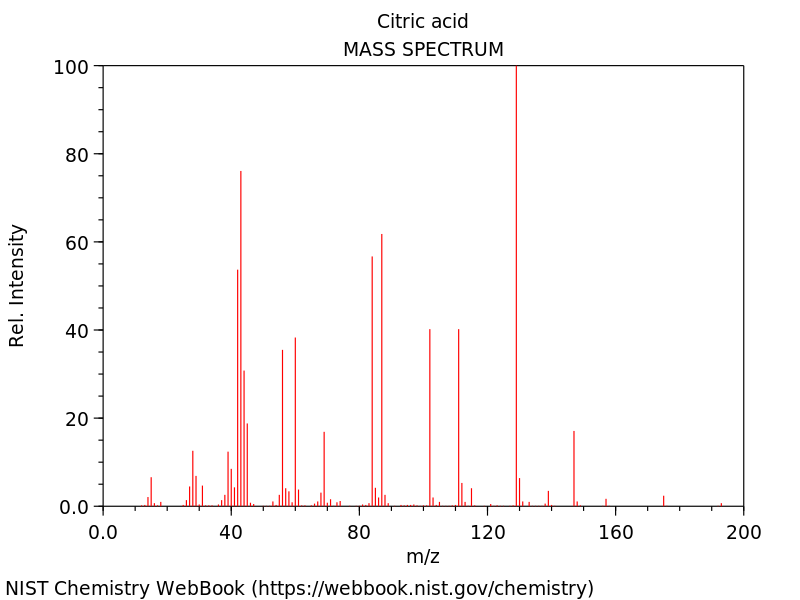 Citric acid
MASS SPECTRUM
100
80
60
40
20
0.0
Rel. Intensity
0.0 40 80 120 160 200
m/z
NIST Chemistry WebBook (https://webbook.nist.gov/chemistry)